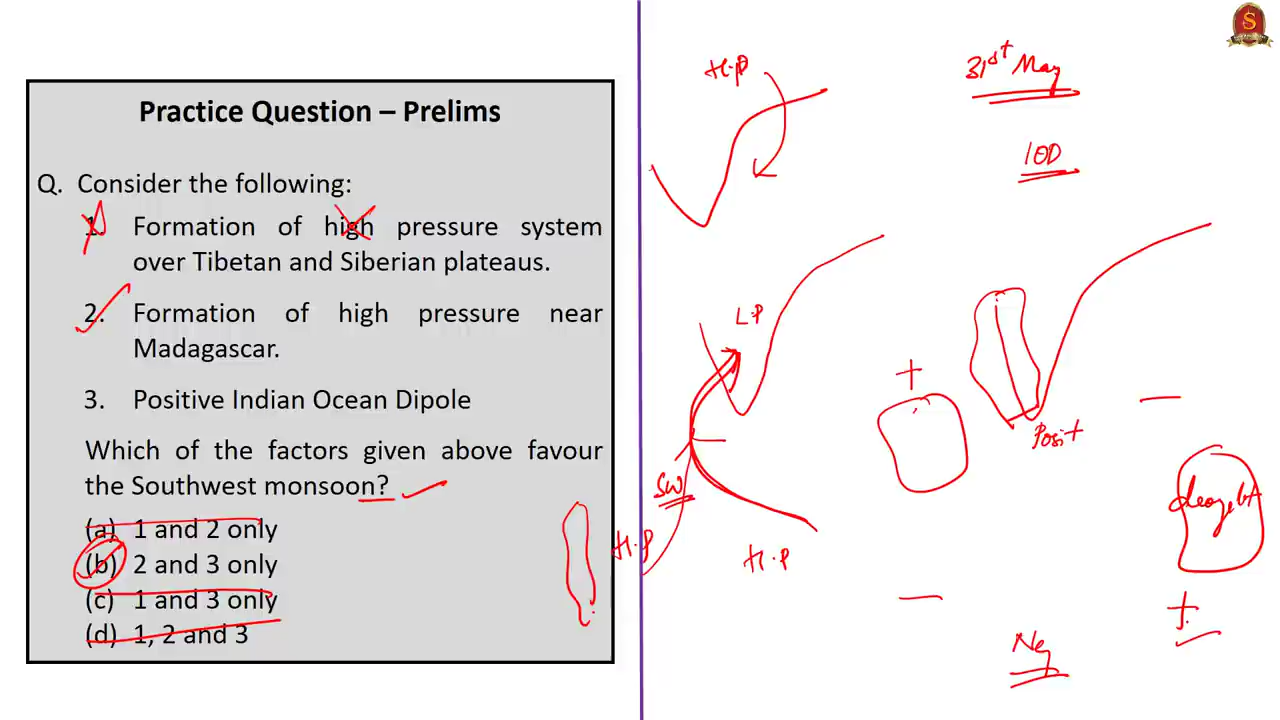 Practice Question – Prelims
Q. Consider the following:
1. Formation of high pressure system
over Tibetan and Siberian plateaus.
2. Formation of high pressure near
Madagascar.
3. Positive Indian Ocean Dipole
Which of the factors given above favour
the Southwest monsoon?
(a) 1 and 2 only
(b) 2 and 3 only
(c) 1 and 3 only
(d) 1, 2 and 3
H.P
31st May
IOD
L.P
+
−
Posit
SW
H.P
H.P
−
+
Neg
S